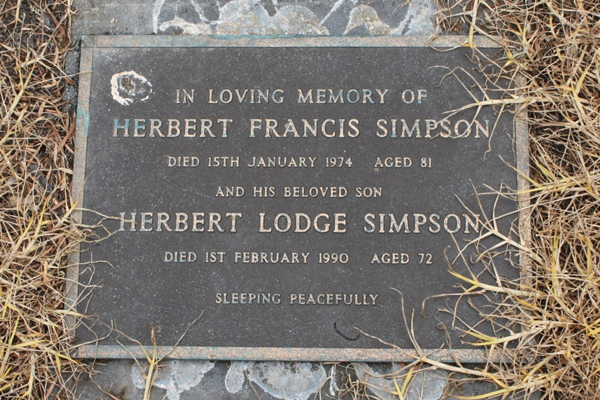 IN LOVING MEMORY OF
HERBERT FRANCIS SIMPSON
DIED 15TH JANUARY 1974 AGED 81
AND HIS BELOVED SON
HERBERT LODGE SIMPSON
DIED 1ST FEBRUARY 1990 AGED 72
SLEEPING PEACEFULLY